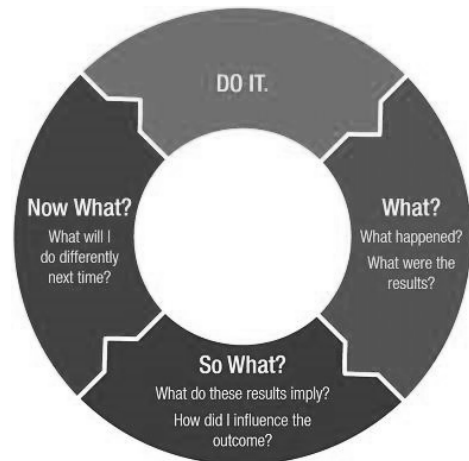 DO IT.
What?
What happened?
What were the
results?
So What?
What do these results imply?
How did I influence the
outcome?
Now What?
What will I
do differently
next time?